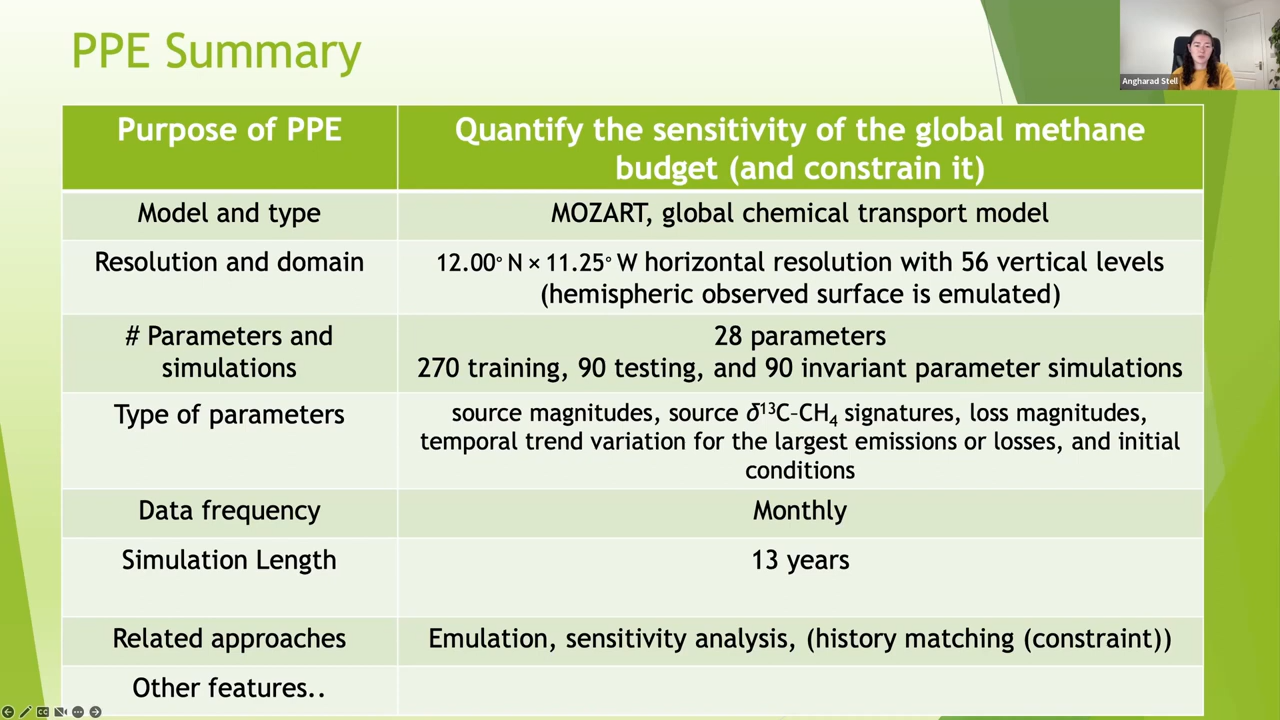 PPE Summary
Angharad Stell
Purpose of PPE
Quantify the sensitivity of the global methane
budget (and constrain it)
Model and type
MOZART, global chemical transport model
Resolution and domain
12.00° N × 11.25° W horizontal resolution with 56 vertical levels
(hemispheric observed surface is emulated)
# Parameters and
simulations
28 parameters
270 training, 90 testing, and 90 invariant parameter simulations
Type of parameters
source magnitudes, source δ¹³C–CH₄ signatures, loss magnitudes,
temporal trend variation for the largest emissions or losses, and initial
conditions
Data frequency
Monthly
Simulation Length
13 years
Related approaches
Emulation, sensitivity analysis, (history matching (constraint))
Other features..